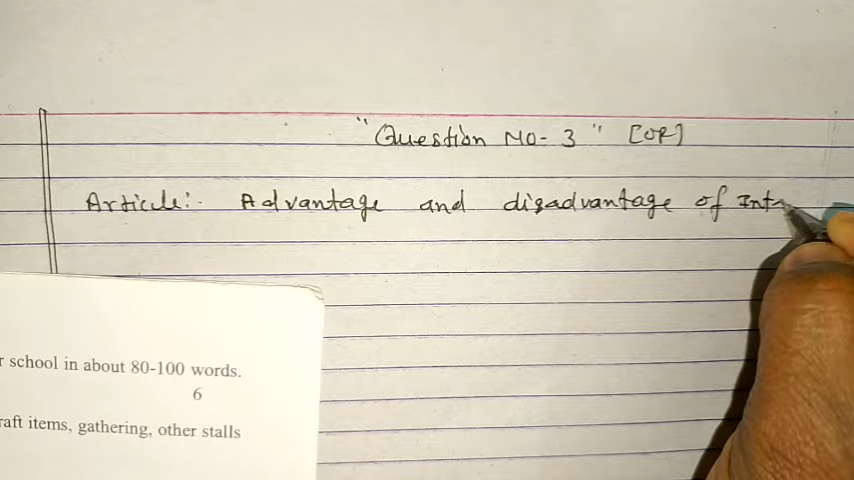 "Question NO- 3" [OR]
Article:- Advantage and disadvantage of Int
r school in about 80-100 words.
6
raft items, gathering, other stalls